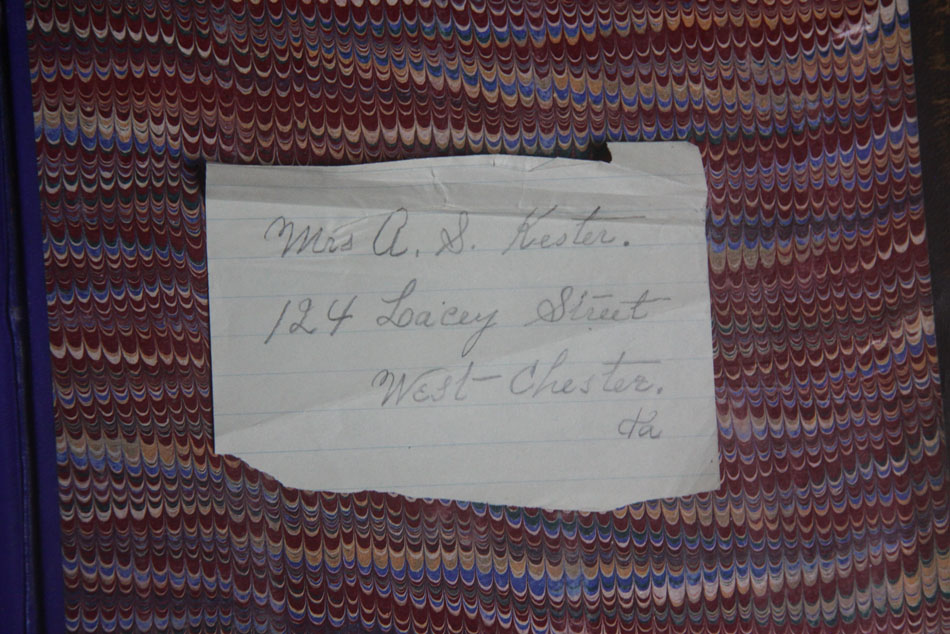 Mrs A. S. Kester.
124 Lacey Street
West Chester.
Pa